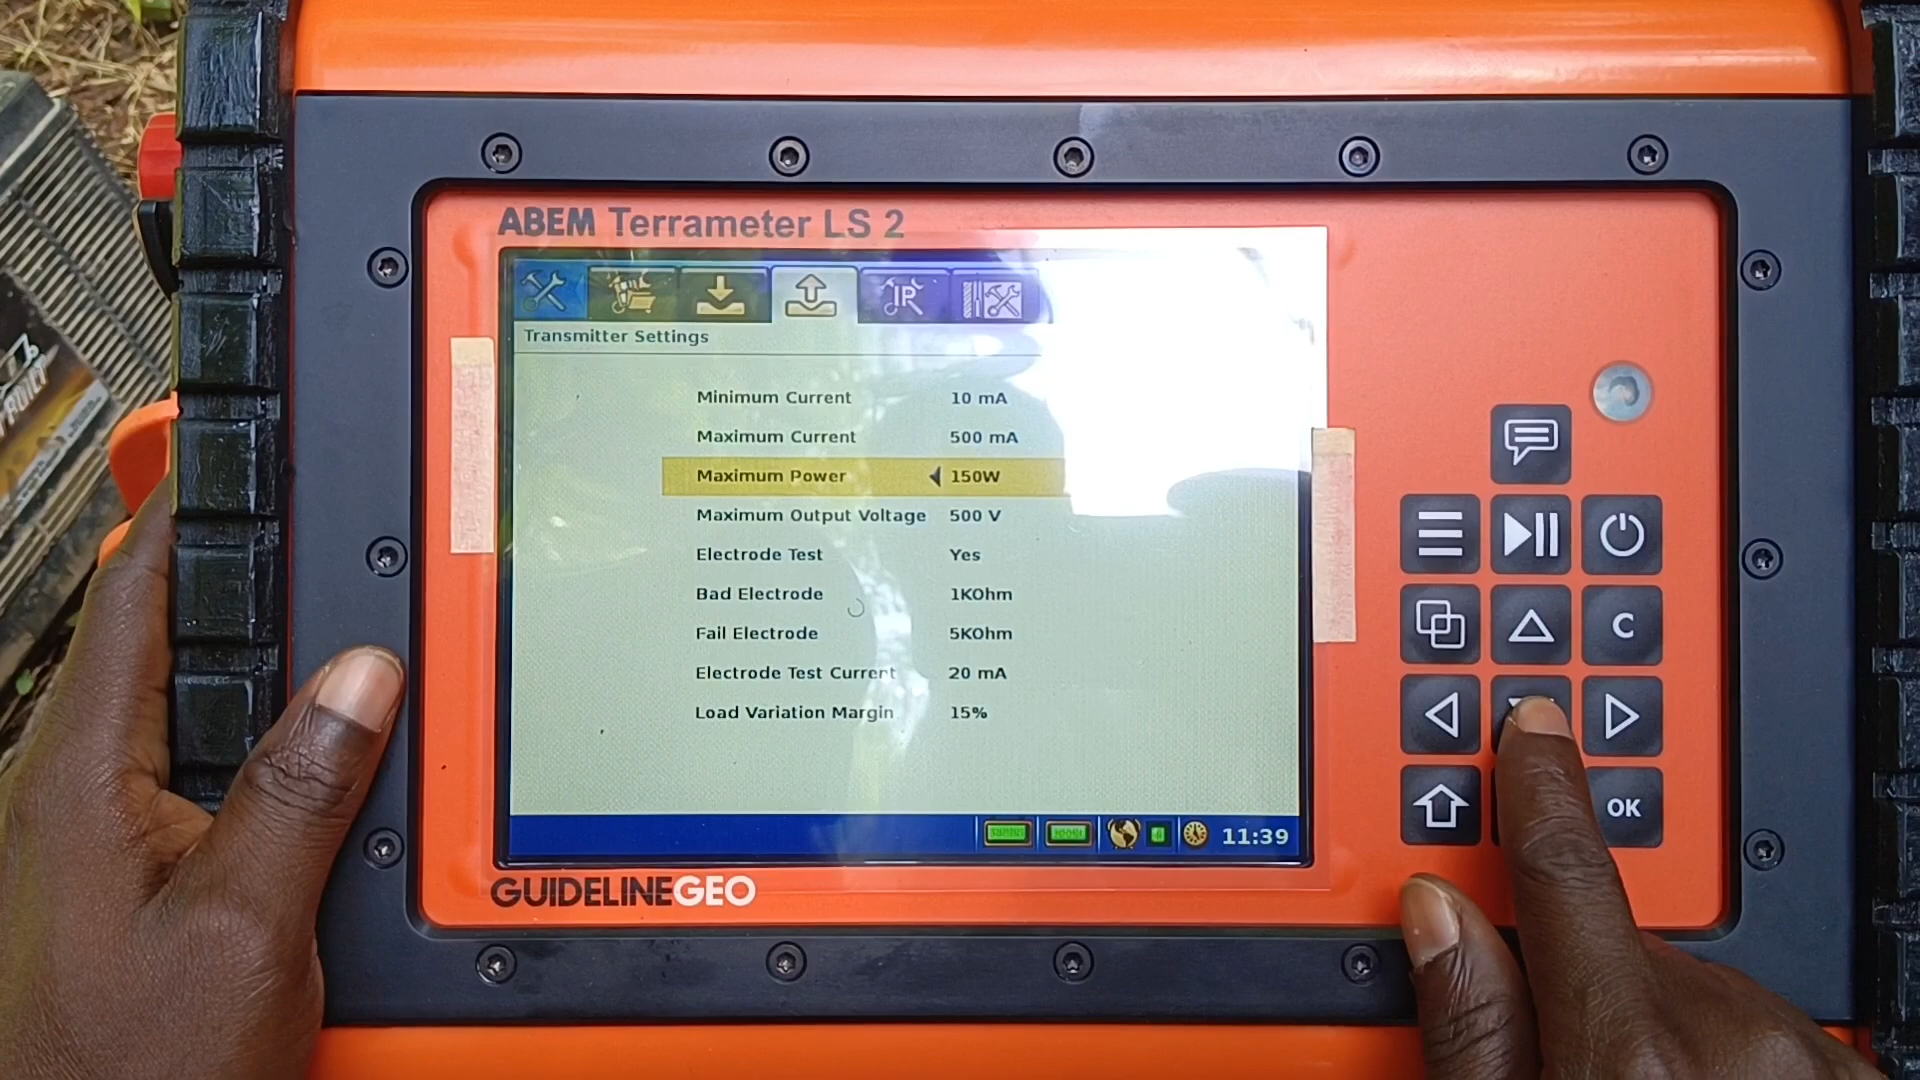 ABEM Terrameter LS 2
IP
Transmitter Settings
Minimum Current 10 mA
Maximum Current 500 mA
Maximum Power 150W
Maximum Output Voltage 500 V
Electrode Test Yes
Bad Electrode 1KOhm
Fail Electrode 5KOhm
Electrode Test Current 20 mA
Load Variation Margin 15%
11:39
GUIDELINEGEO
C
OK